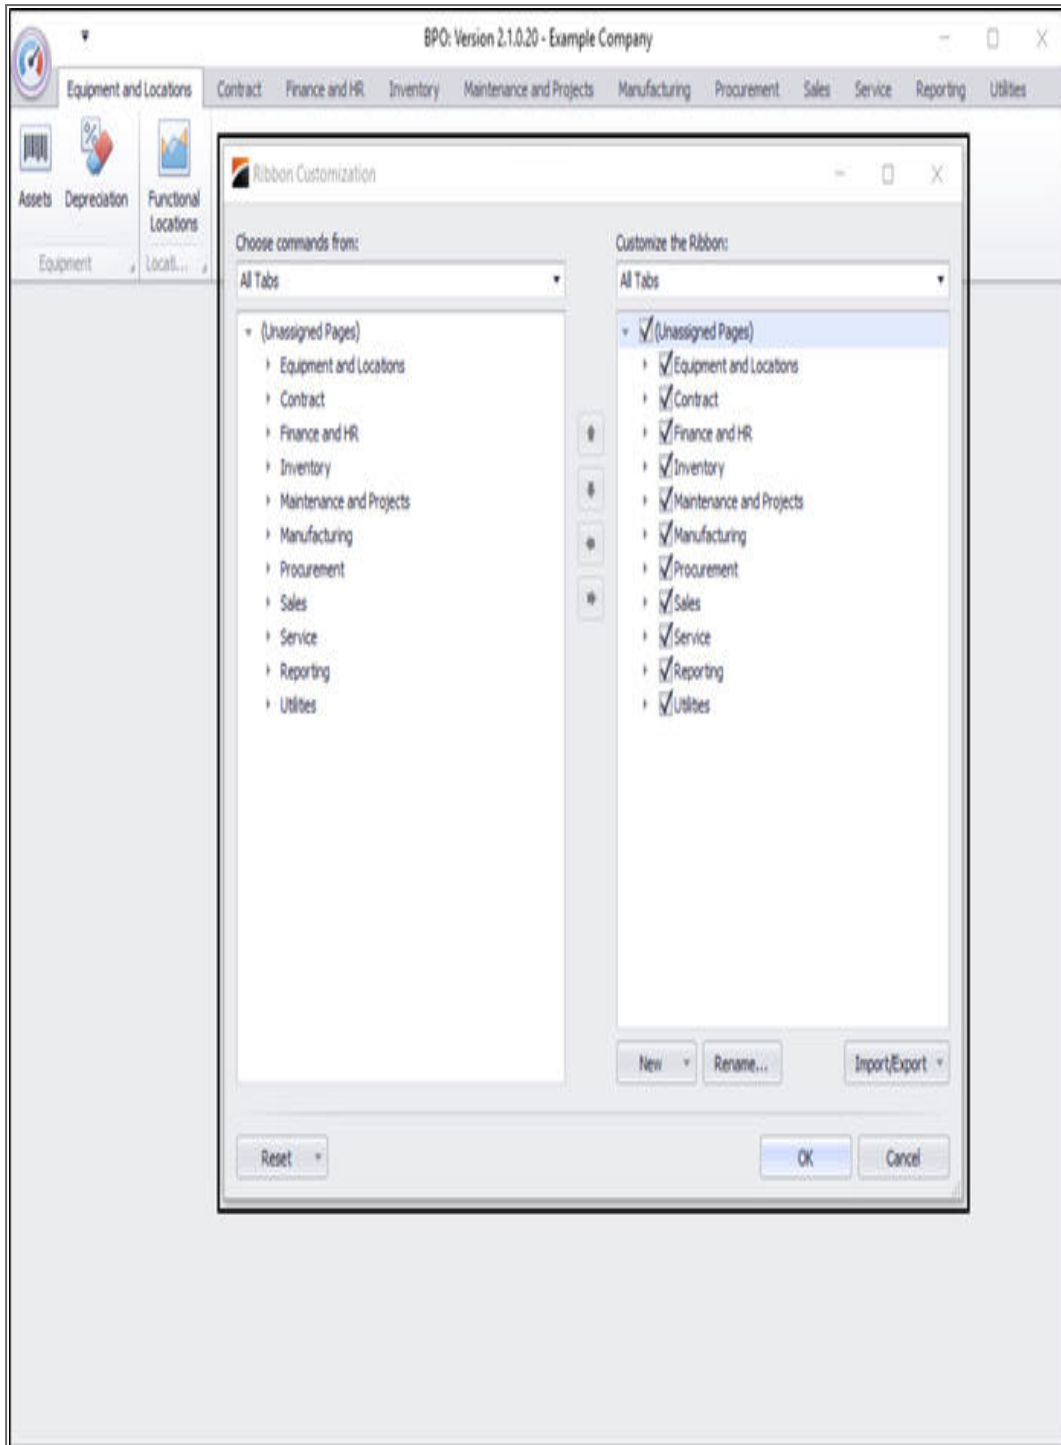 BPO: Version 2.1.0.20 - Example Company
Equipment and Locations Contract Finance and HR Inventory Maintenance and Projects Manufacturing Procurement Sales Service Reporting Utilities
Assets Depreciation Functional
Locations
Equipment Locati...
Ribbon Customization
Choose commands from:
All Tabs
(Unassigned Pages)
Equipment and Locations
Contract
Finance and HR
Inventory
Maintenance and Projects
Manufacturing
Procurement
Sales
Service
Reporting
Utilities
Customize the Ribbon:
All Tabs
(Unassigned Pages)
Equipment and Locations
Contract
Finance and HR
Inventory
Maintenance and Projects
Manufacturing
Procurement
Sales
Service
Reporting
Utilities
New Rename... Import/Export
Reset OK Cancel